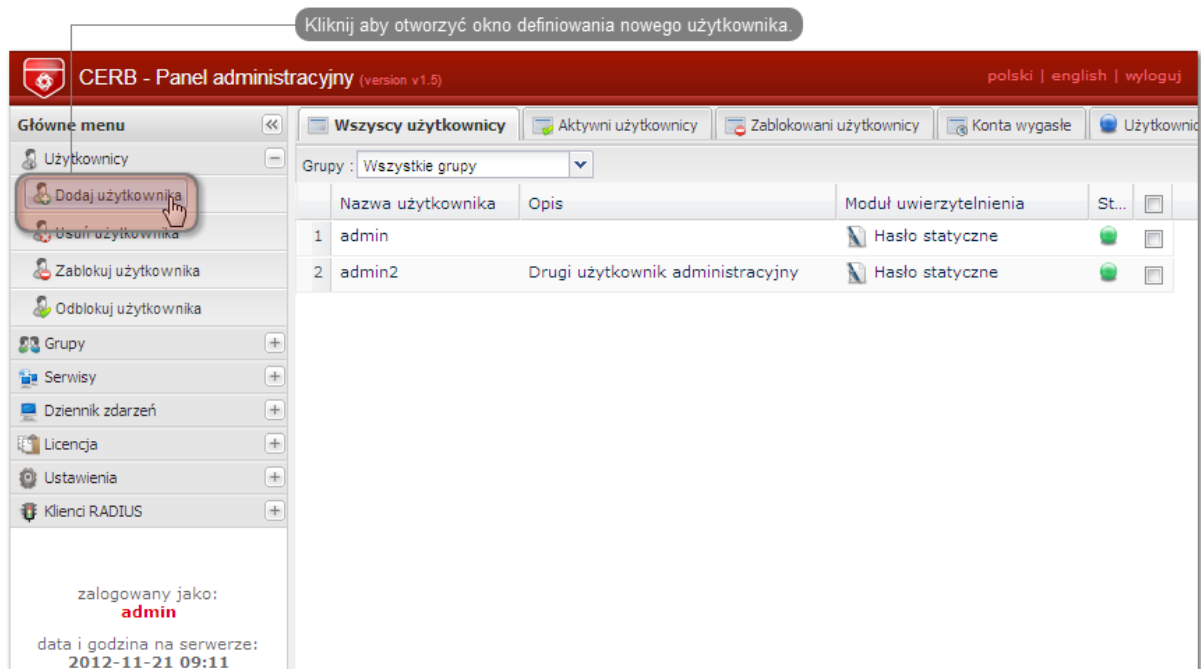 Kliknij aby otworzyć okno definiowania nowego użytkownika.
CERB - Panel administracyjny (version v1.5)
polski | english | wyloguj
Główne menu
Użytkownicy
Dodaj użytkownika
Usuń użytkownika
Zablokuj użytkownika
Odblokuj użytkownika
Grupy
Serwisy
Dziennik zdarzeń
Licencja
Ustawienia
Klienci RADIUS
zalogowany jako:
admin
data i godzina na serwerze:
2012-11-21 09:11
Wszyscy użytkownicy
Aktywni użytkownicy
Zablokowani użytkownicy
Konta wygasłe
Użytkownic
Grupy : Wszystkie grupy
Nazwa użytkownika Opis Moduł uwierzytelnienia St...
1 admin Hasło statyczne
2 admin2 Drugi użytkownik administracyjny Hasło statyczne